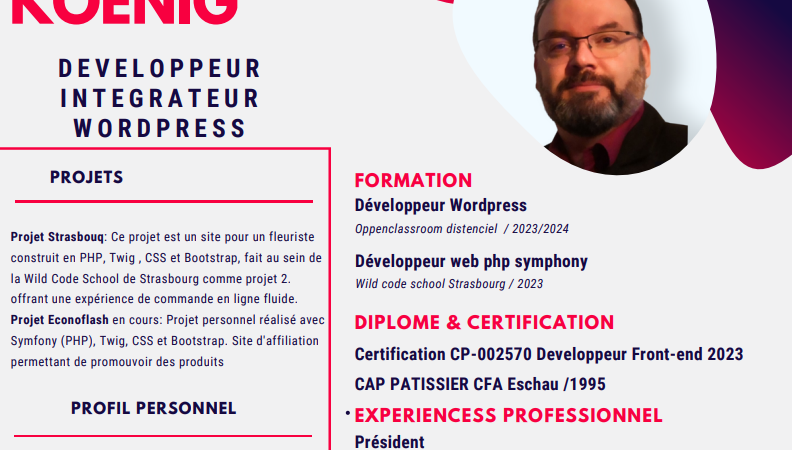 KOENIG
DEVELOPPEUR
INTEGRATEUR
WORDPRESS
PROJETS
Projet Strasbouq: Ce projet est un site pour un fleuriste
construit en PHP, Twig , CSS et Bootstrap, fait au sein de
la Wild Code School de Strasbourg comme projet 2.
offrant une expérience de commande en ligne fluide.
Projet Econoflash en cours: Projet personnel réalisé avec
Symfony (PHP), Twig, CSS et Bootstrap. Site d'affiliation
permettant de promouvoir des produits
PROFIL PERSONNEL
FORMATION
Développeur Wordpress
Oppenclassroom distenciel / 2023/2024
Développeur web php symphony
Wild code school Strasbourg / 2023
DIPLOME & CERTIFICATION
Certification CP-002570 Developpeur Front-end 2023
CAP PATISSIER CFA Eschau /1995
• EXPERIENCESS PROFESSIONNEL
Président